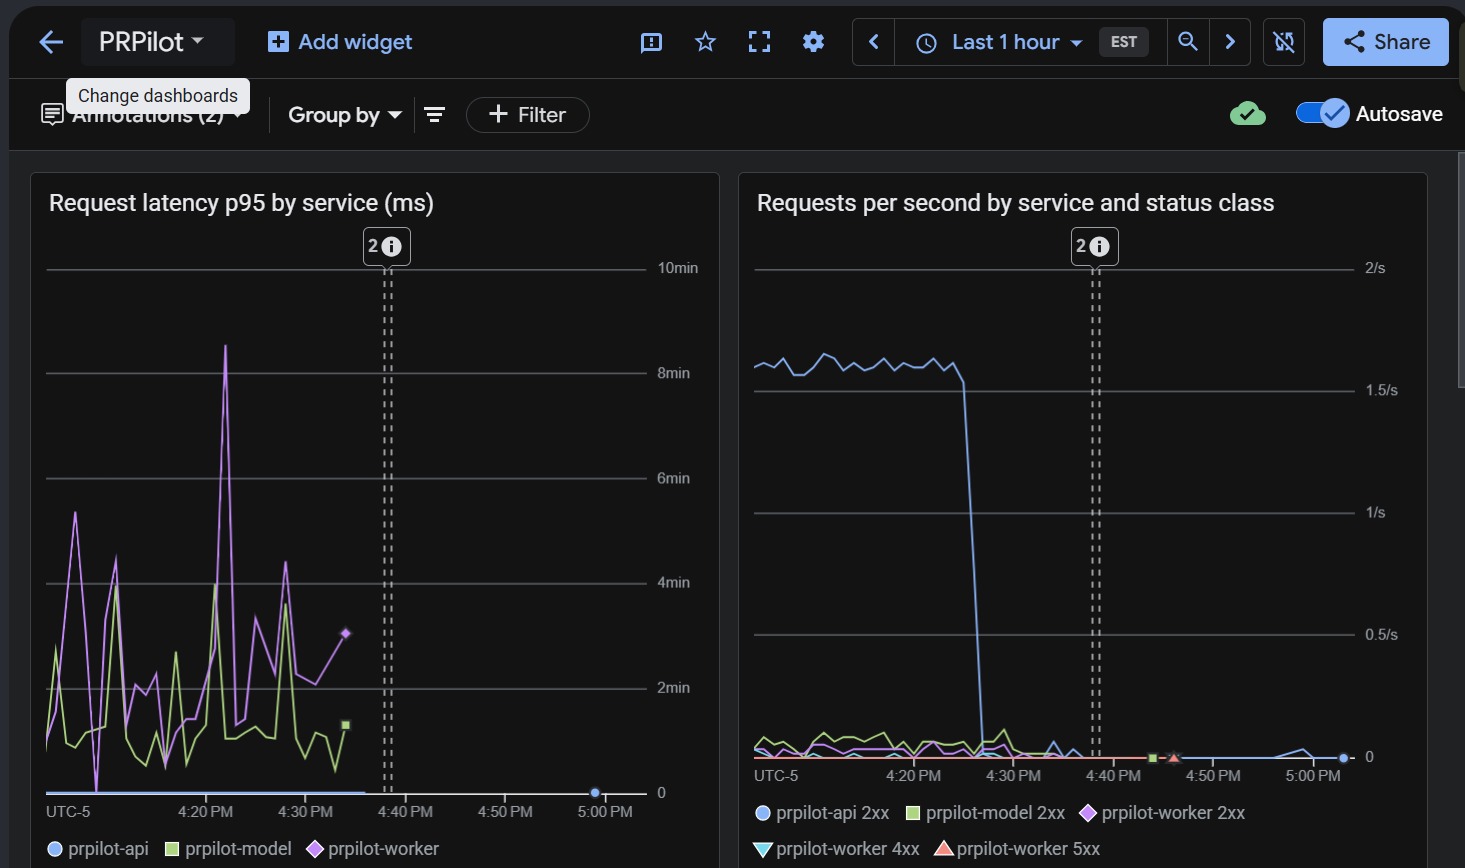 PRPilot
Add widget
Last 1 hour
EST
Share
Change dashboards
Annotations (2)
Group by
Filter
Autosave
Request latency p95 by service (ms)
2
10min
8min
6min
4min
2min
0
UTC-5
4:20 PM
4:30 PM
4:40 PM
4:50 PM
5:00 PM
prpilot-api
prpilot-model
prpilot-worker
Requests per second by service and status class
2
2/s
1.5/s
1/s
0.5/s
0
UTC-5
4:20 PM
4:30 PM
4:40 PM
4:50 PM
5:00 PM
prpilot-api 2xx
prpilot-model 2xx
prpilot-worker 2xx
prpilot-worker 4xx
prpilot-worker 5xx